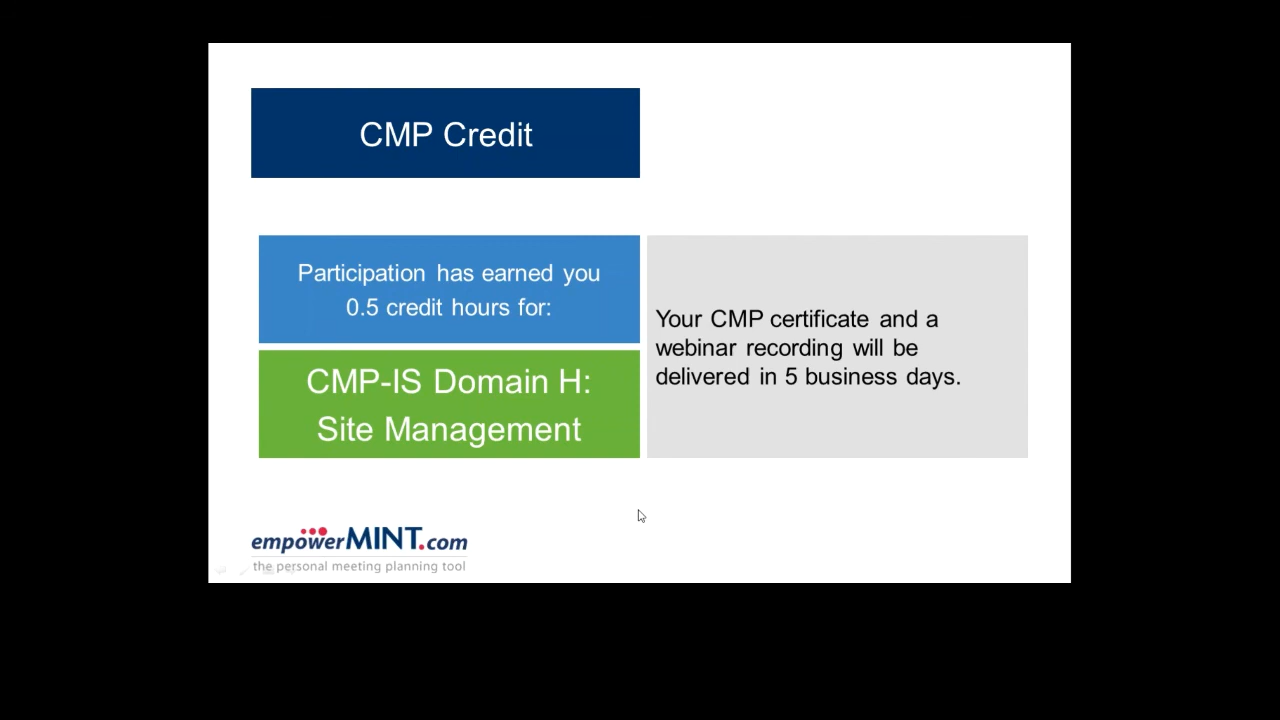 CMP Credit
Participation has earned you
0.5 credit hours for:
CMP-IS Domain H:
Site Management
Your CMP certificate and a
webinar recording will be
delivered in 5 business days.
empowerMINT.com
the personal meeting planning tool